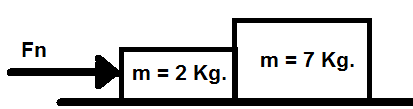 Fn
m = 2 Kg.
m = 7 Kg.